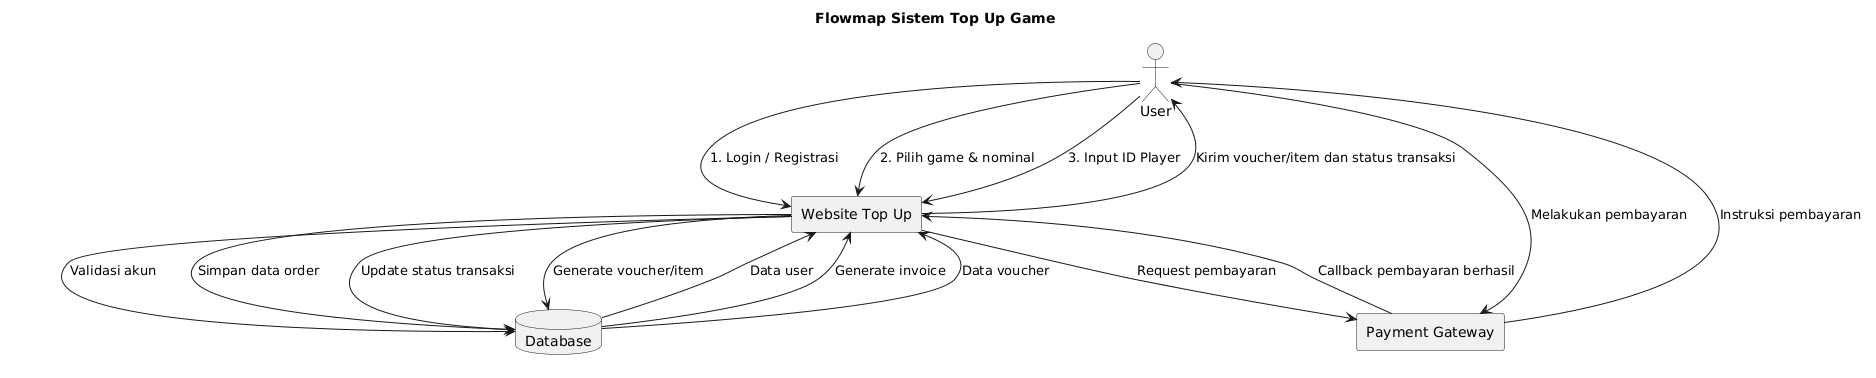 Flowmap Sistem Top Up Game
User
1. Login / Registrasi
2. Pilih game & nominal
3. Input ID Player
Kirim voucher/item dan status transaksi
Website Top Up
Melakukan pembayaran
Instruksi pembayaran
Validasi akun
Simpan data order
Update status transaksi
Generate voucher/item
Data user
Generate invoice
Data voucher
Request pembayaran
Callback pembayaran berhasil
Database
Payment Gateway